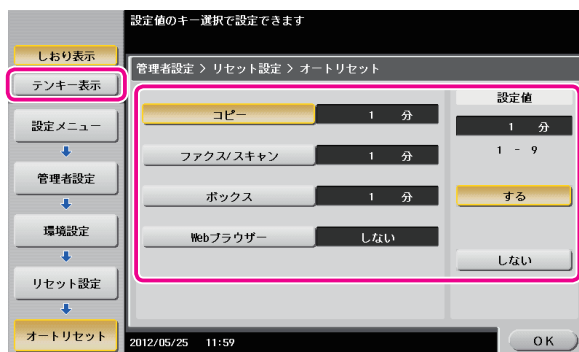 設定値のキー選択で設定できます
しおり表示
テンキー表示
設定メニュー
管理者設定
環境設定
リセット設定
オートリセット
管理者設定 > リセット設定 > オートリセット
コピー 1 分
ファクス/スキャン 1 分
ボックス 1 分
Webブラウザー しない
設定値
1 分
1 - 9
する
しない
2012/05/25 11:59
OK